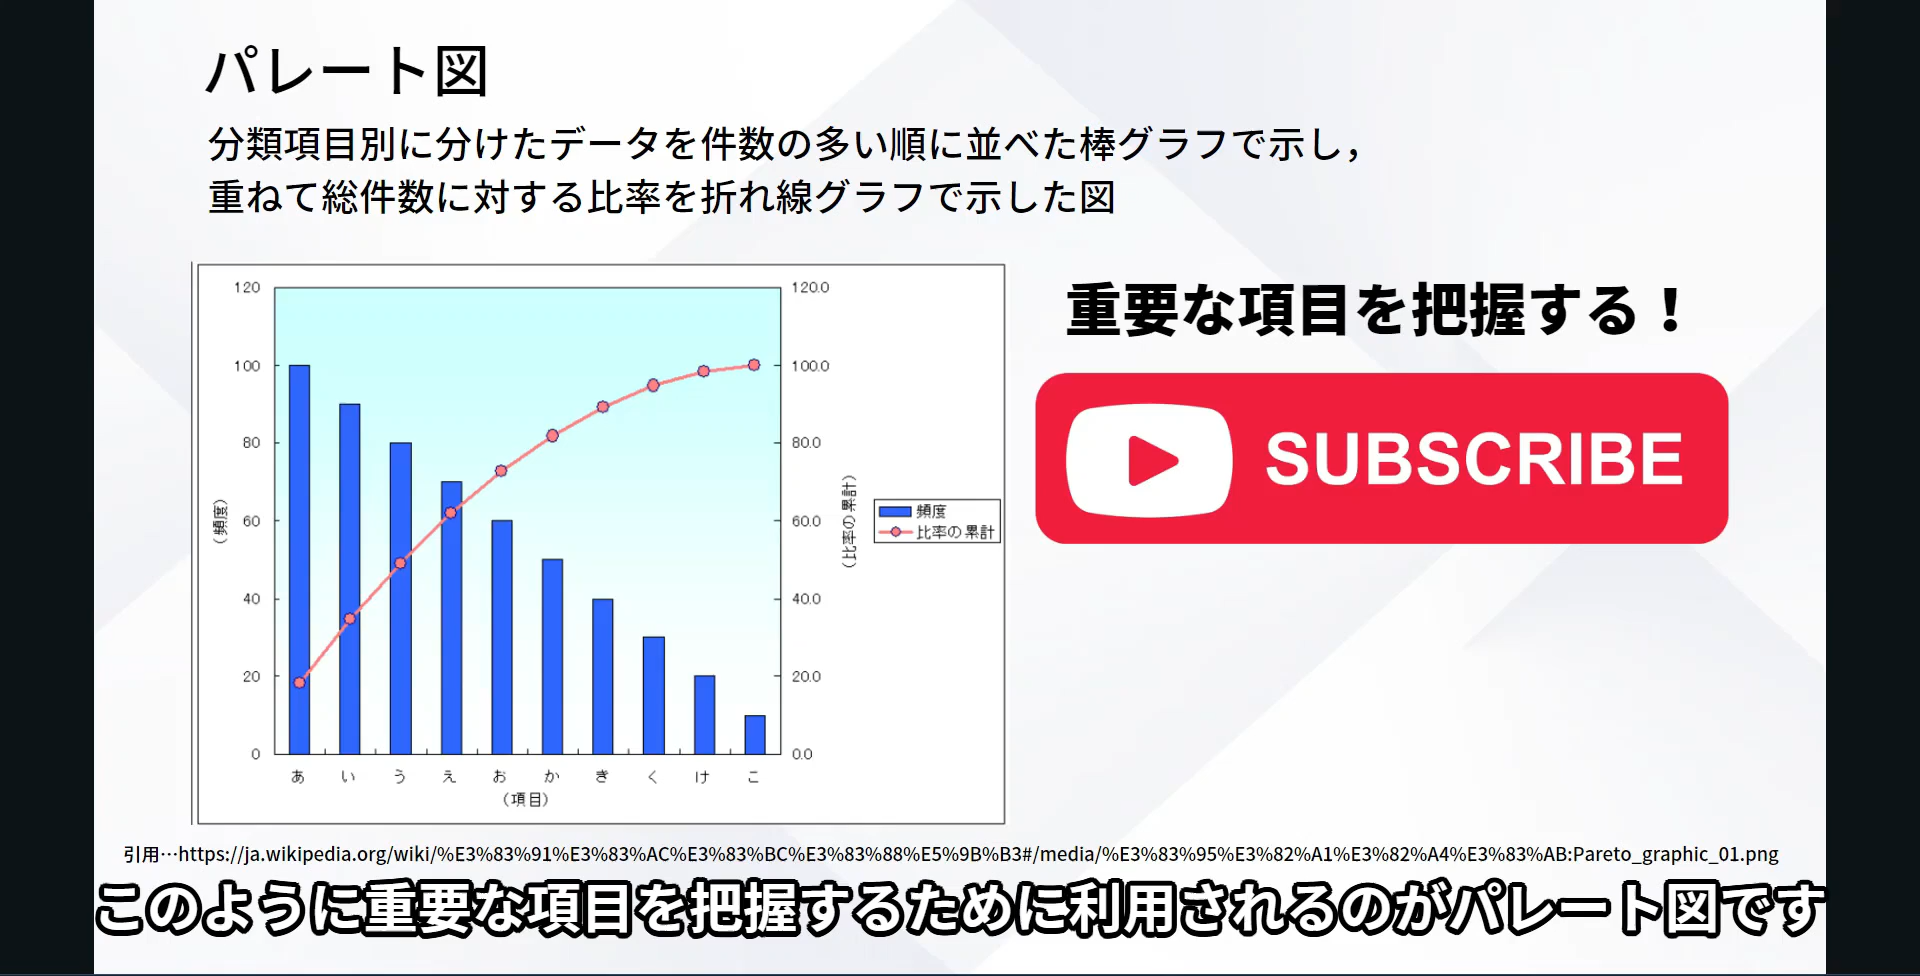 パレート図
分類項目別に分けたデータを件数の多い順に並べた棒グラフで示し，
重ねて総件数に対する比率を折れ線グラフで示した図
重要な項目を把握する！
SUBSCRIBE
120
100
80
60
40
20
0
（頻度）
120.0
100.0
80.0
60.0
40.0
20.0
0.0
（比率の累計）
頻度
比率の累計
あ い う え お か き く け こ
（項目）
引用…https://ja.wikipedia.org/wiki/%E3%83%91%E3%83%AC%E3%83%BC%E3%83%88%E5%9B%B3#/media/%E3%83%95%E3%82%A1%E3%82%A4%E3%83%AB:Pareto_graphic_01.png
このように重要な項目を把握するために利用されるのがパレート図です